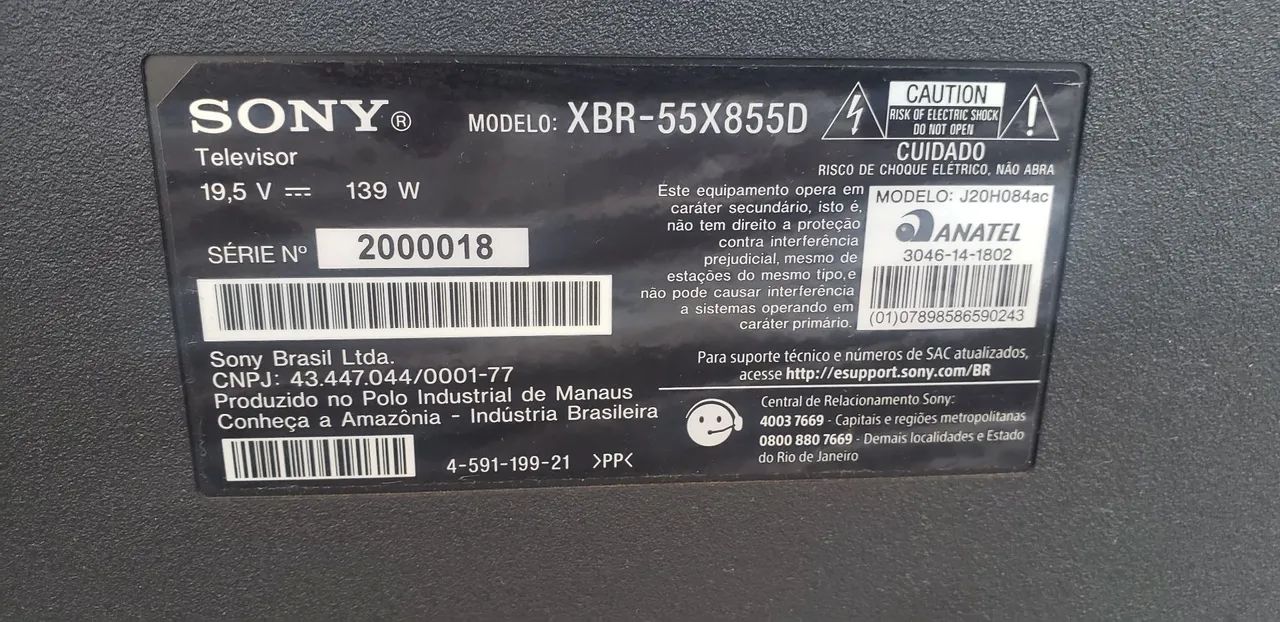 SONY®
MODELO: XBR-55X855D
CAUTION
RISK OF ELECTRIC SHOCK
DO NOT OPEN
CUIDADO
RISCO DE CHOQUE ELÉTRICO, NÃO ABRA
Televisor
19,5 V ⎓ 139 W
SÉRIE Nº 2000018
Este equipamento opera em
caráter secundário, isto é,
não tem direito a proteção
contra interferência
prejudicial, mesmo de
estações do mesmo tipo,e
não pode causar interferência
a sistemas operando em
caráter primário.
MODELO: J20H084ac
ANATEL
3046-14-1802
(01)07898586590243
Sony Brasil Ltda.
CNPJ: 43.447.044/0001-77
Produzido no Polo Industrial de Manaus
Conheça a Amazônia - Indústria Brasileira
4-591-199-21 >PP<
Para suporte técnico e números de SAC atualizados,
acesse http://esupport.sony.com/BR
Central de Relacionamento Sony:
4003 7669 - Capitais e regiões metropolitanas
0800 880 7669 - Demais localidades e Estado
do Rio de Janeiro